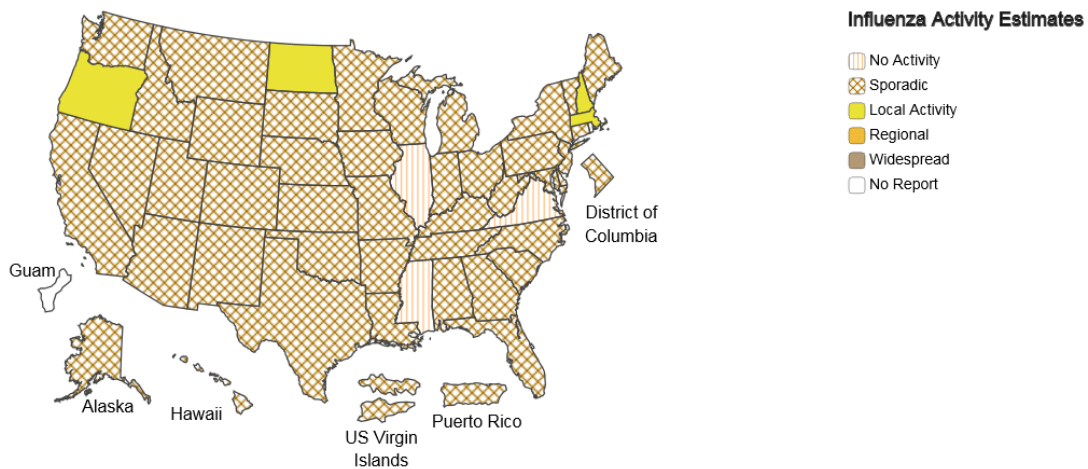 Influenza Activity Estimates
No Activity
Sporadic
Local Activity
Regional
Widespread
No Report
District of
Columbia
Guam
Alaska
Hawaii
US Virgin
Islands
Puerto Rico